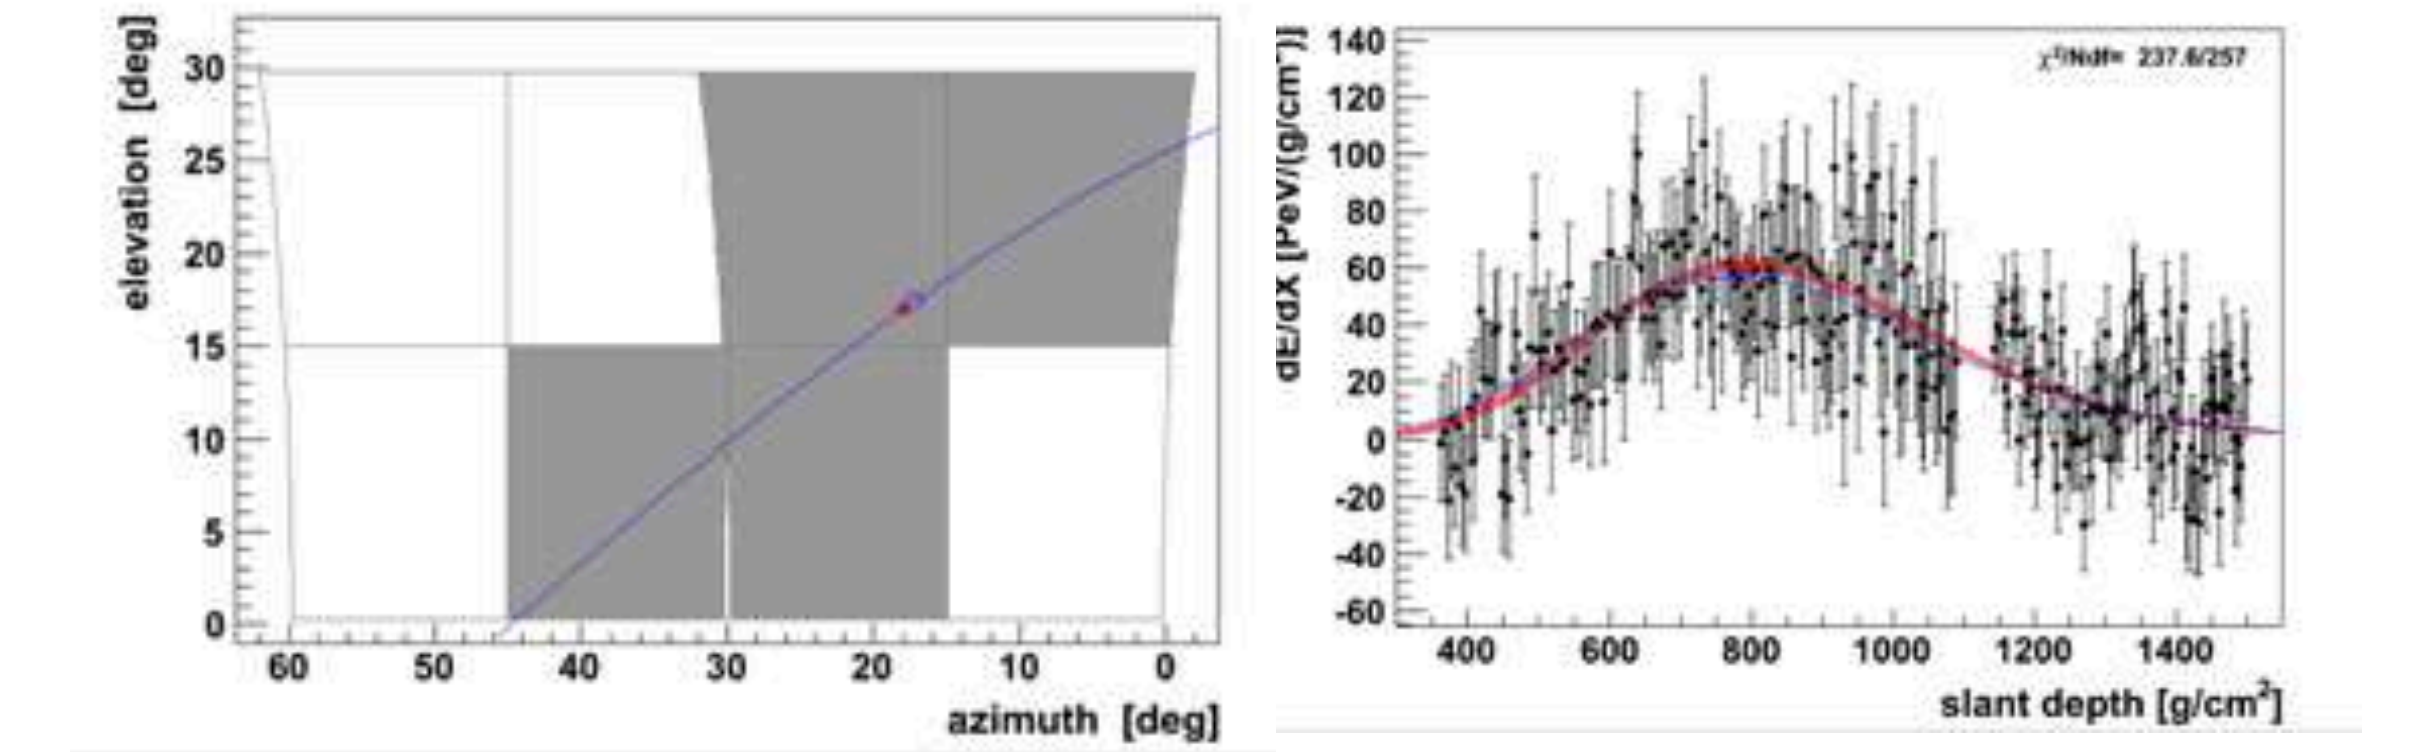 elevation [deg]
30
25
20
15
10
5
0
60 50 40 30 20 10 0
azimuth [deg]
dE/dX [PeV/(g/cm²)]
140
120
100
80
60
40
20
0
-20
-40
-60
χ²/Ndf= 237.6/257
400 600 800 1000 1200 1400
slant depth [g/cm²]